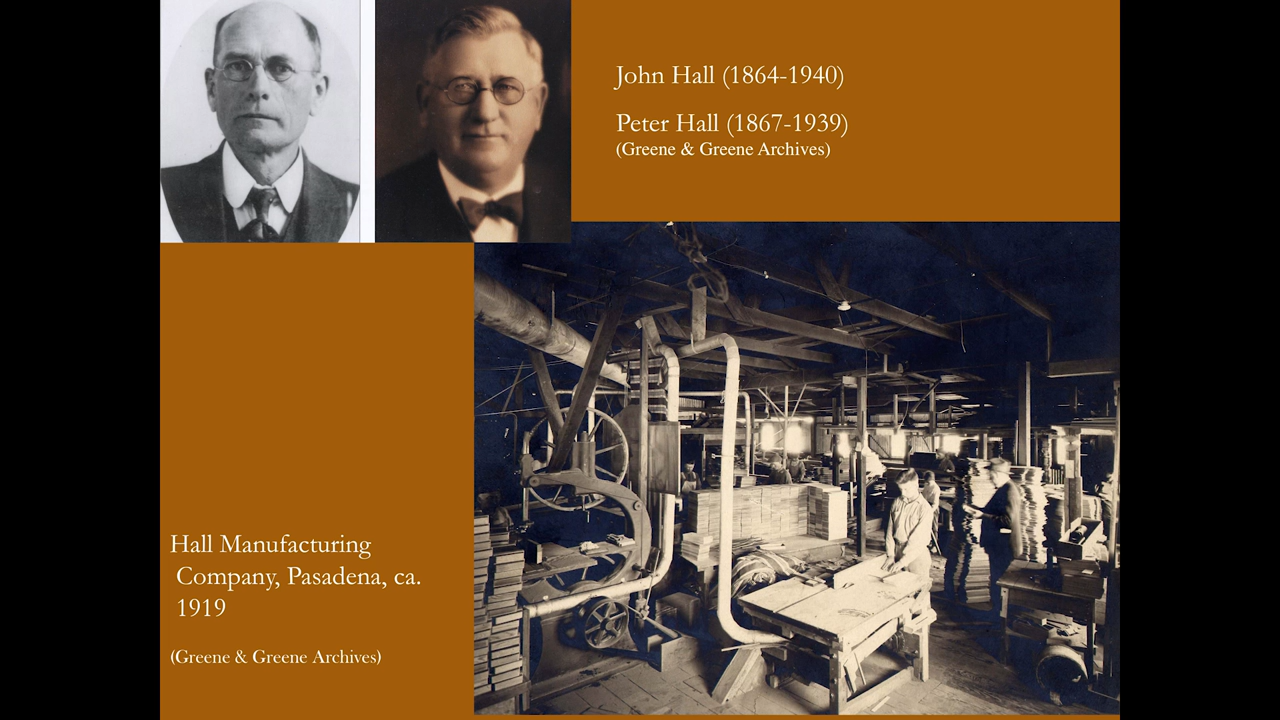 John Hall (1864-1940)
Peter Hall (1867-1939)
(Greene & Greene Archives)
Hall Manufacturing
Company, Pasadena, ca.
1919
(Greene & Greene Archives)